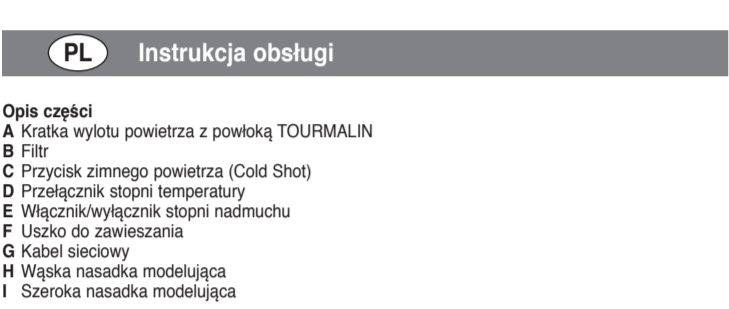 PL Instrukcja obsługi
Opis części
A Kratka wylotu powietrza z powłoką TOURMALIN
B Filtr
C Przycisk zimnego powietrza (Cold Shot)
D Przełącznik stopni temperatury
E Włącznik/wyłącznik stopni nadmuchu
F Uszko do zawieszania
G Kabel sieciowy
H Wąska nasadka modelująca
I Szeroka nasadka modelująca